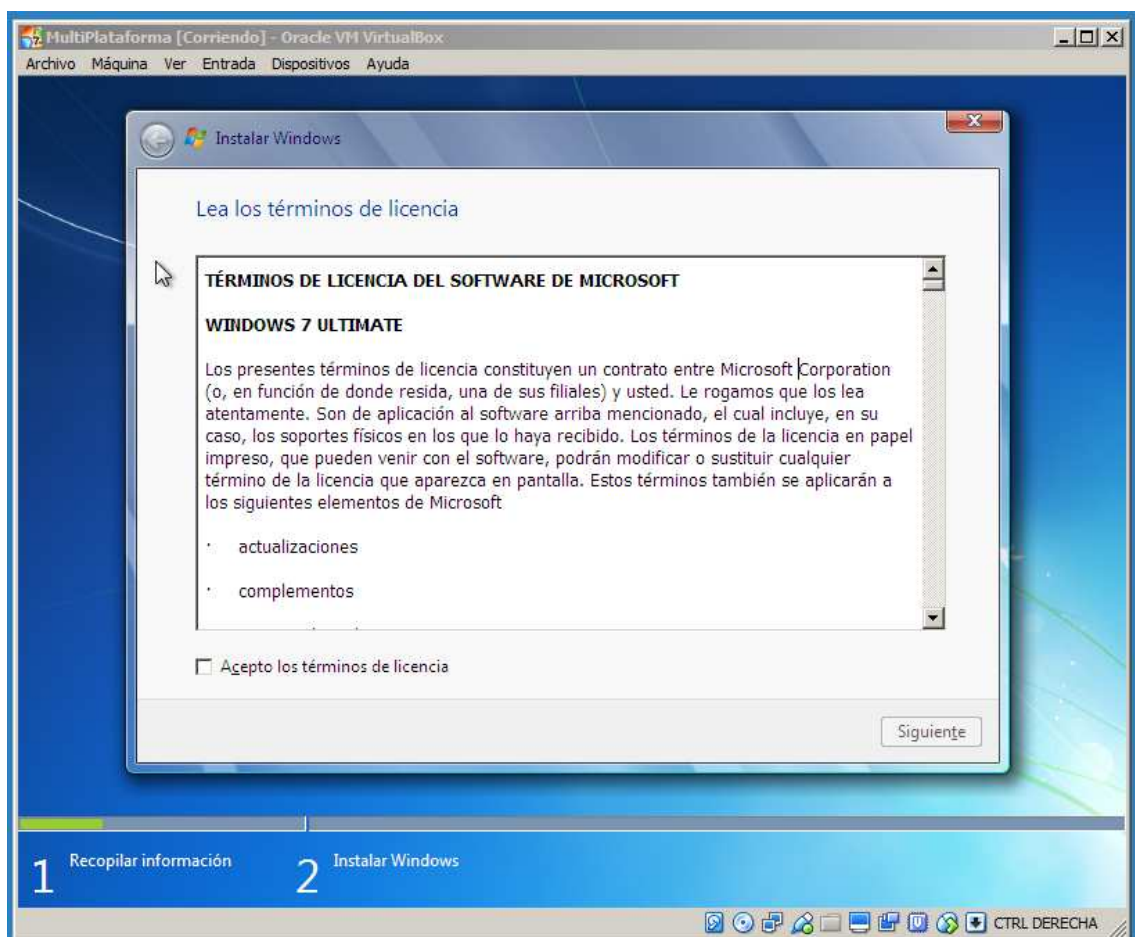 MultiPlataforma [Corriendo] - Oracle VM VirtualBox
Archivo Máquina Ver Entrada Dispositivos Ayuda
Instalar Windows
Lea los términos de licencia
TÉRMINOS DE LICENCIA DEL SOFTWARE DE MICROSOFT
WINDOWS 7 ULTIMATE
Los presentes términos de licencia constituyen un contrato entre Microsoft Corporation
(o, en función de donde resida, una de sus filiales) y usted. Le rogamos que los lea
atentamente. Son de aplicación al software arriba mencionado, el cual incluye, en su
caso, los soportes físicos en los que lo haya recibido. Los términos de la licencia en papel
impreso, que pueden venir con el software, podrán modificar o sustituir cualquier
término de la licencia que aparezca en pantalla. Estos términos también se aplicarán a
los siguientes elementos de Microsoft
· actualizaciones
· complementos
Acepto los términos de licencia
Siguiente
1 Recopilar información
2 Instalar Windows
CTRL DERECHA